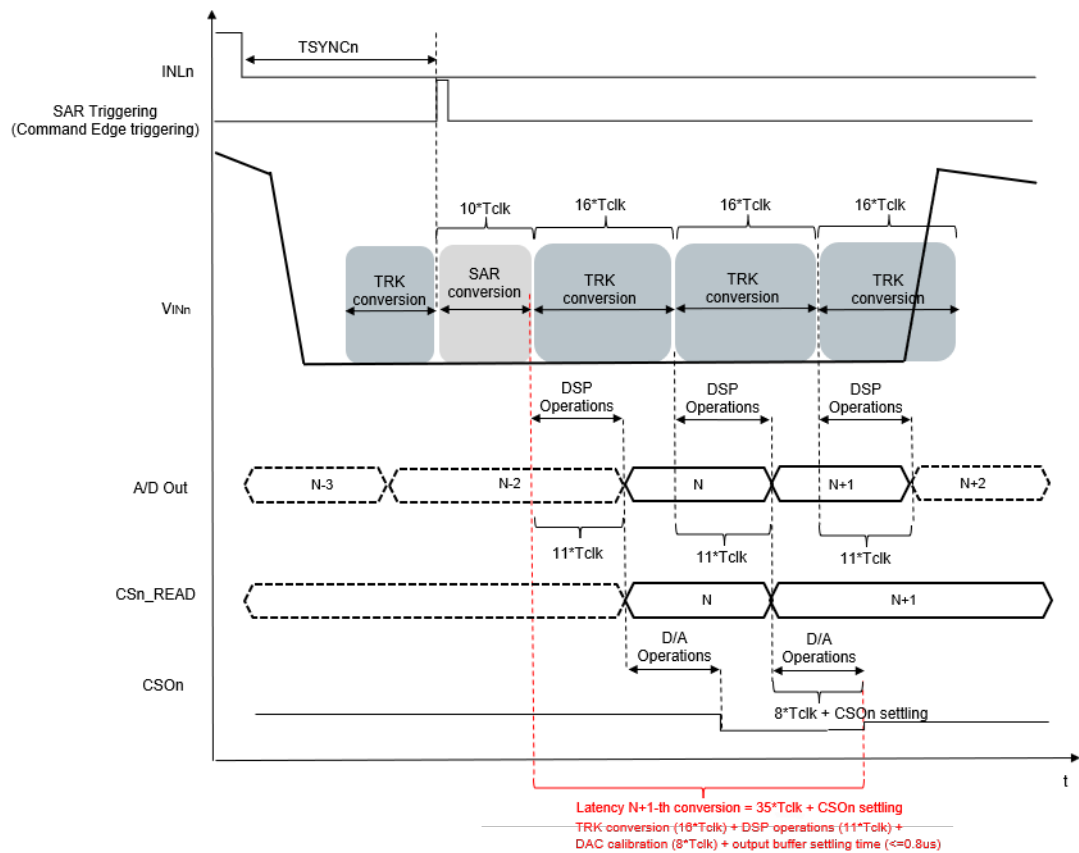 TSYNCn
INLn
SAR Triggering
(Command Edge triggering)
10*Tclk
16*Tclk
16*Tclk
16*Tclk
TRK
conversion
SAR
conversion
TRK
conversion
TRK
conversion
TRK
conversion
VINn
DSP
Operations
DSP
Operations
DSP
Operations
A/D Out
N-3
N-2
N
N+1
N+2
11*Tclk
11*Tclk
11*Tclk
CSn_READ
N
N+1
D/A
Operations
D/A
Operations
CSOn
8*Tclk + CSOn settling
t
Latency N+1-th conversion = 35*Tclk + CSOn settling
TRK conversion (16*Tclk) + DSP operations (11*Tclk) +
DAC calibration (8*Tclk) + output buffer settling time (<=0.8us)